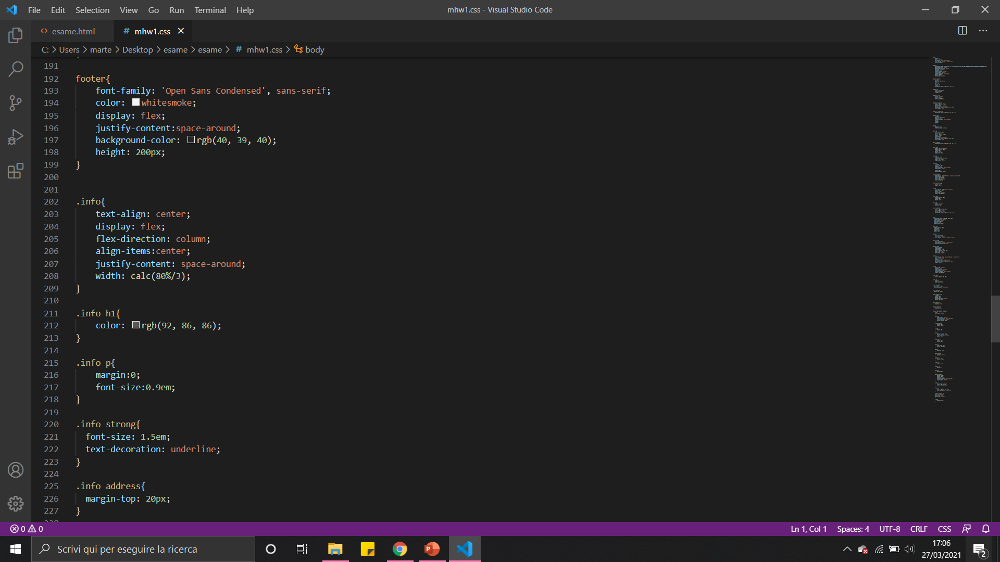 File Edit Selection View Go Run Terminal Help
mhw1.css - Visual Studio Code
esame.html
# mhw1.css
C: > Users > marte > Desktop > esame > esame > # mhw1.css > body
191
192 footer{
193 font-family: 'Open Sans Condensed', sans-serif;
194 color: whitesmoke;
195 display: flex;
196 justify-content:space-around;
197 background-color: rgb(40, 39, 40);
198 height: 200px;
199 }
200
201
202 .info{
203 text-align: center;
204 display: flex;
205 flex-direction: column;
206 align-items:center;
207 justify-content: space-around;
208 width: calc(80%/3);
209 }
210
211 .info h1{
212 color: rgb(92, 86, 86);
213 }
214
215 .info p{
216 margin:0;
217 font-size:0.9em;
218 }
219
220 .info strong{
221 font-size: 1.5em;
222 text-decoration: underline;
223 }
224
225 .info address{
226 margin-top: 20px;
227 }
0 0
Ln 1, Col 1 Spaces: 4 UTF-8 CRLF CSS
Scrivi qui per eseguire la ricerca
17:06
27/03/2021
2